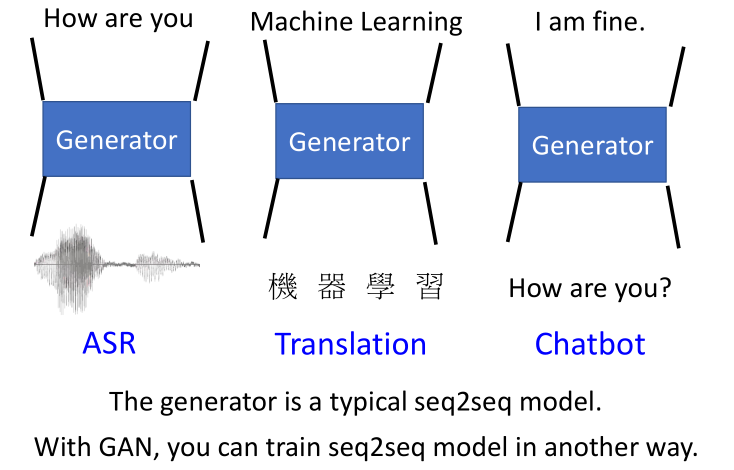 How are you
Machine Learning
I am fine.
Generator
Generator
Generator
機 器 學 習
How are you?
ASR
Translation
Chatbot
The generator is a typical seq2seq model.
With GAN, you can train seq2seq model in another way.